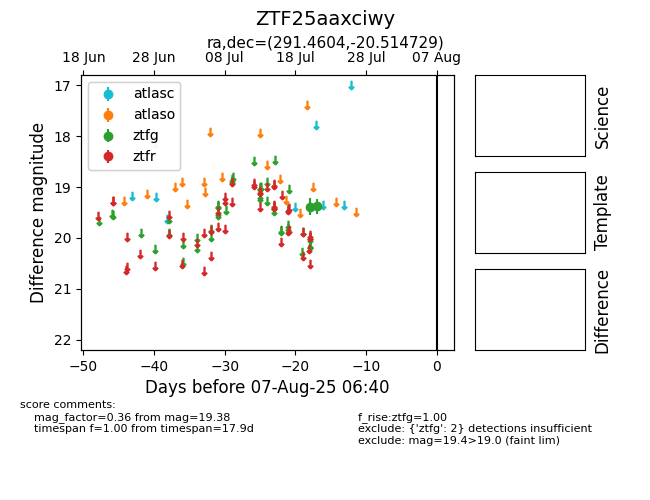 ZTF25aaxciwy
ra,dec=(291.4604,-20.514729)
18 Jun 28 Jun 08 Jul 18 Jul 28 Jul 07 Aug
17
18
19
20
21
22
Difference magnitude
atlasc
atlaso
ztfg
ztfr
−50 −40 −30 −20 −10 0
Days before 07-Aug-25 06:40
Science
Template
Difference
score comments:
mag_factor=0.36 from mag=19.38
timespan f=1.00 from timespan=17.9d
f_rise:ztfg=1.00
exclude: {'ztfg': 2} detections insufficient
exclude: mag=19.4>19.0 (faint lim)